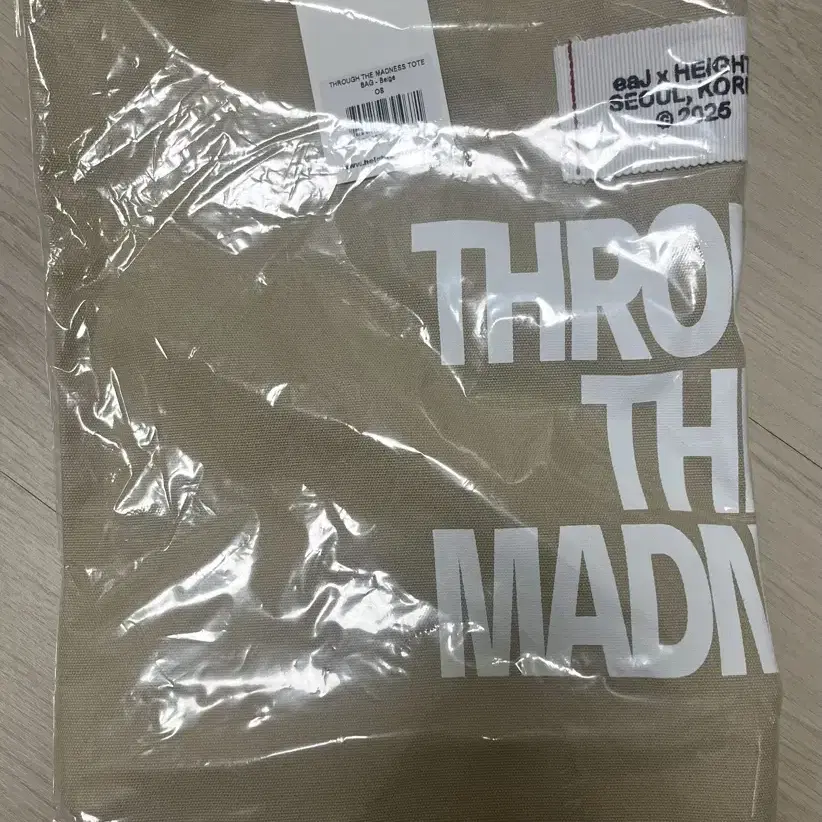 THROUGH THE MADNESS TOTE
BAG - Beige
OS
eaJ x HEIGHT
SEOUL, KOR
© 2025
THRO
TH
MADN